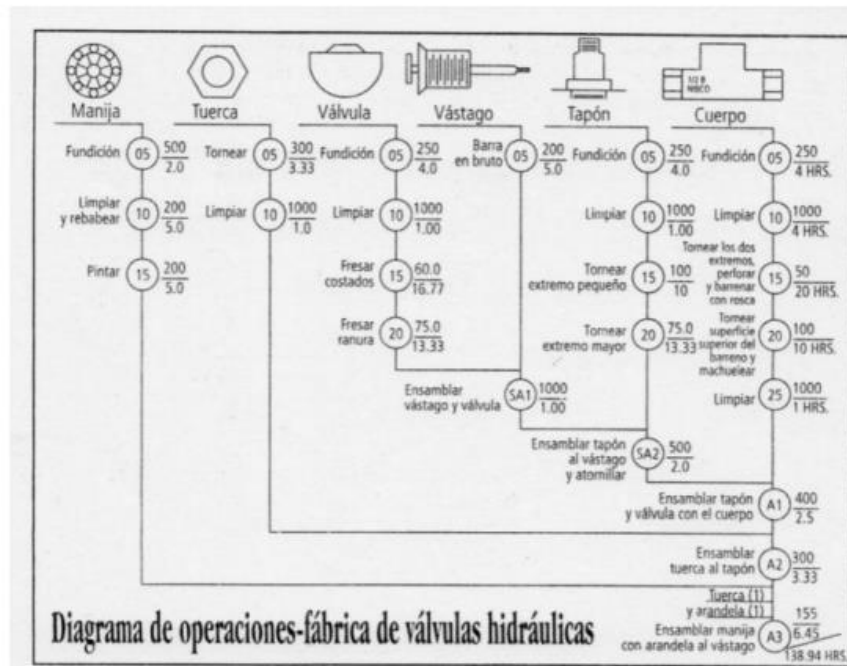 Manija
Tuerca
Válvula
Vástago
Tapón
1/2 B
NIBCO
Cuerpo
Fundición 05 500
2.0
Limpiar
y rebabear 10 200
5.0
Pintar 15 200
5.0
Tornear 05 300
3.33
Limpiar 10 1000
1.0
Fundición 05 250
4.0
Limpiar 10 1000
1.00
Fresar
costados 15 60.0
16.77
Fresar
ranura 20 75.0
13.33
Barra
en bruto 05 200
5.0
Ensamblar
vástago y válvula SA1 1000
1.00
Fundición 05 250
4.0
Limpiar 10 1000
1.00
Tornear
extremo pequeño 15 100
10
Tornear
extremo mayor 20 75.0
13.33
Ensamblar tapón
al vástago
y atornillar SA2 500
2.0
Fundición 05 250
4 HRS.
Limpiar 10 1000
4 HRS.
Tornear los dos
extremos,
perforar
y barrenar
con rosca 15 50
20 HRS.
Tornear
superficie
superior del
barreno y
machuelear 20 100
10 HRS.
Limpiar 25 1000
1 HRS.
Ensamblar tapón
y válvula con el cuerpo A1 400
2.5
Ensamblar
tuerca al tapón A2 300
3.33
Tuerca (1)
y arandela (1)
Ensamblar manija
con arandela al vástago A3 155
6.45
138.94 HRS.
Diagrama de operaciones-fábrica de válvulas hidráulicas